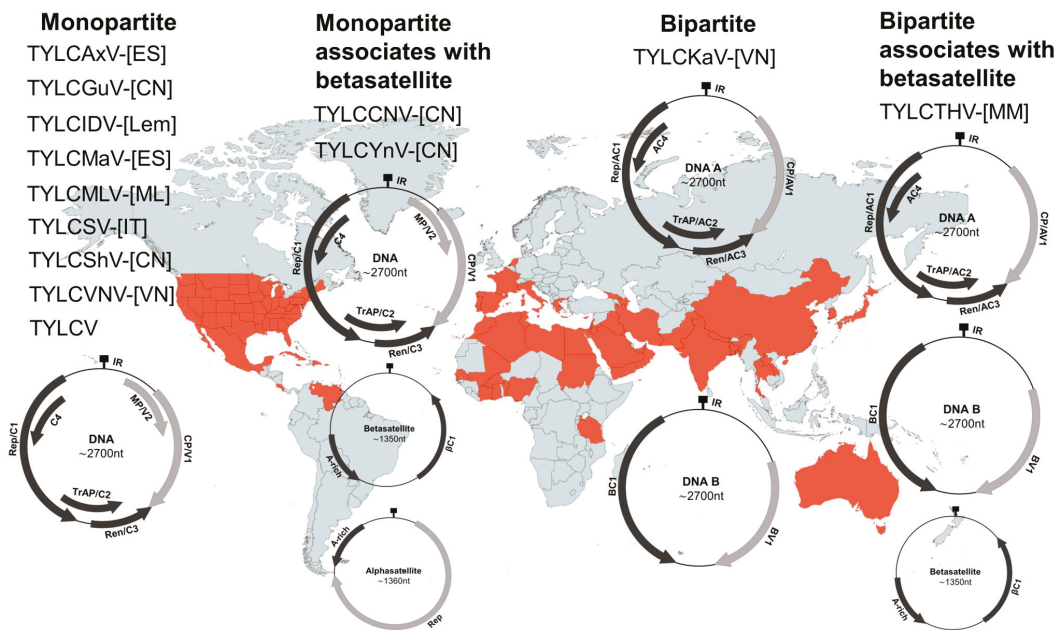 Monopartite
TYLCAxV-[ES]
TYLCGuV-[CN]
TYLCIDV-[Lem]
TYLCMaV-[ES]
TYLCMLV-[ML]
TYLCSV-[IT]
TYLCShV-[CN]
TYLCVNV-[VN]
TYLCV
IR
MP/V2
C4
Rep/C1
CP/V1
DNA
~2700nt
TrAP/C2
Ren/C3
Monopartite
associates with
betasatellite
TYLCCNV-[CN]
TYLCYnV-[CN]
IR
MP/V2
C4
Rep/C1
CP/V1
DNA
~2700nt
TrAP/C2
Ren/C3
Betasatellite
~1350nt
A-rich
βC1
A-rich
Alphasatellite
~1360nt
Rep
Bipartite
TYLCKaV-[VN]
IR
AC4
Rep/AC1
CP/AV1
DNA A
~2700nt
TrAP/AC2
Ren/AC3
IR
BC1
DNA B
~2700nt
BV1
Bipartite
associates with
betasatellite
TYLCTHV-[MM]
IR
AC4
Rep/AC1
CP/AV1
DNA A
~2700nt
TrAP/AC2
Ren/AC3
IR
BC1
DNA B
~2700nt
BV1
Betasatellite
~1350nt
A-rich
βC1